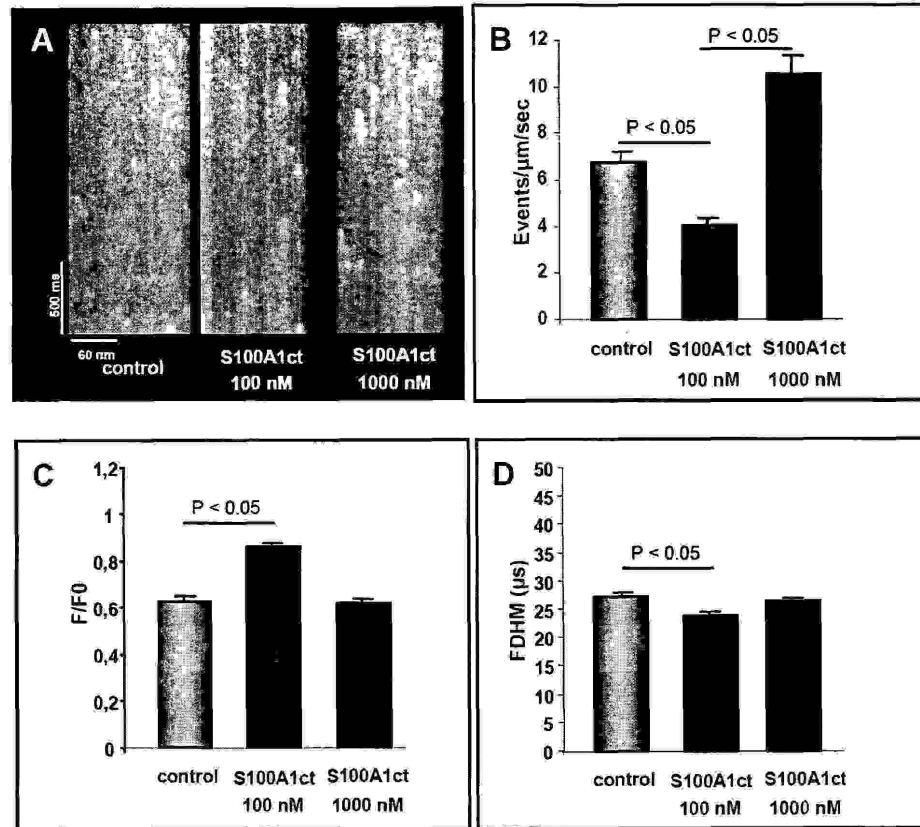 A
500 ms
60 nm
control
S100A1ct
100 nM
S100A1ct
1000 nM
B
Events/µm/sec
12
10
8
6
4
2
0
P < 0.05
P < 0.05
control
S100A1ct
100 nM
S100A1ct
1000 nM
C
F/F0
1,2
1
0,8
0,6
0,4
0,2
0
P < 0.05
control
S100A1ct
100 nM
S100A1ct
1000 nM
D
FDHM (µs)
50
45
40
35
30
25
20
15
10
5
0
P < 0.05
control
S100A1ct
100 nM
S100A1ct
1000 nM